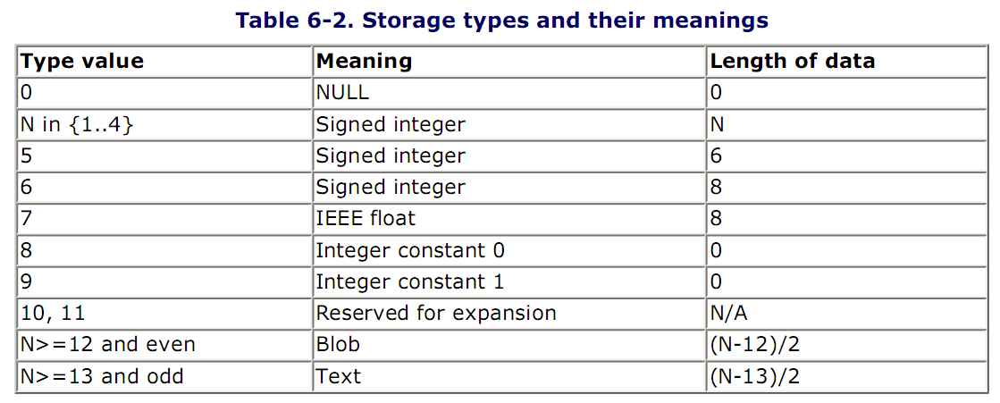 Table 6-2. Storage types and their meanings
Type value Meaning Length of data
0 NULL 0
N in {1..4} Signed integer N
5 Signed integer 6
6 Signed integer 8
7 IEEE float 8
8 Integer constant 0 0
9 Integer constant 1 0
10, 11 Reserved for expansion N/A
N>=12 and even Blob (N-12)/2
N>=13 and odd Text (N-13)/2